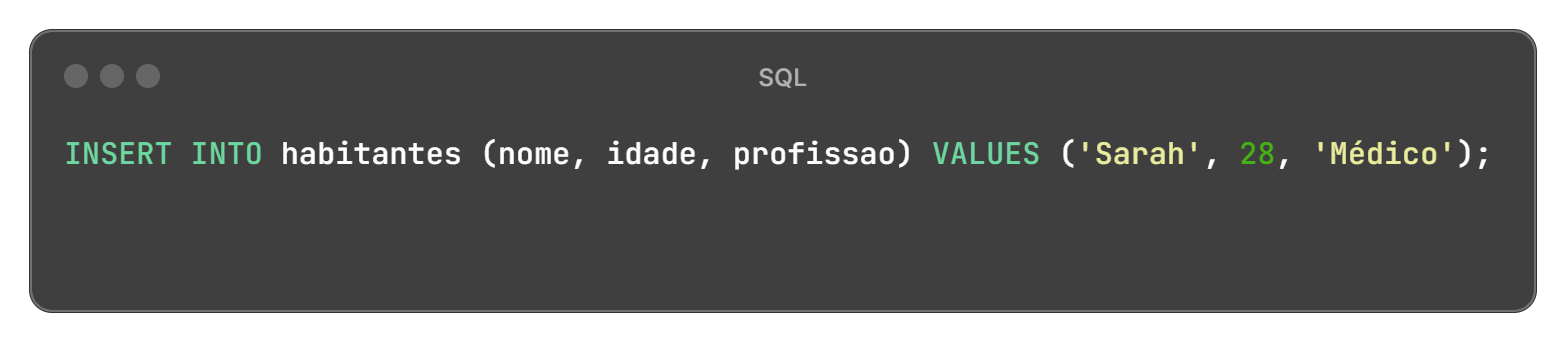 SQL
INSERT INTO habitantes (nome, idade, profissao) VALUES ('Sarah', 28, 'Médico');